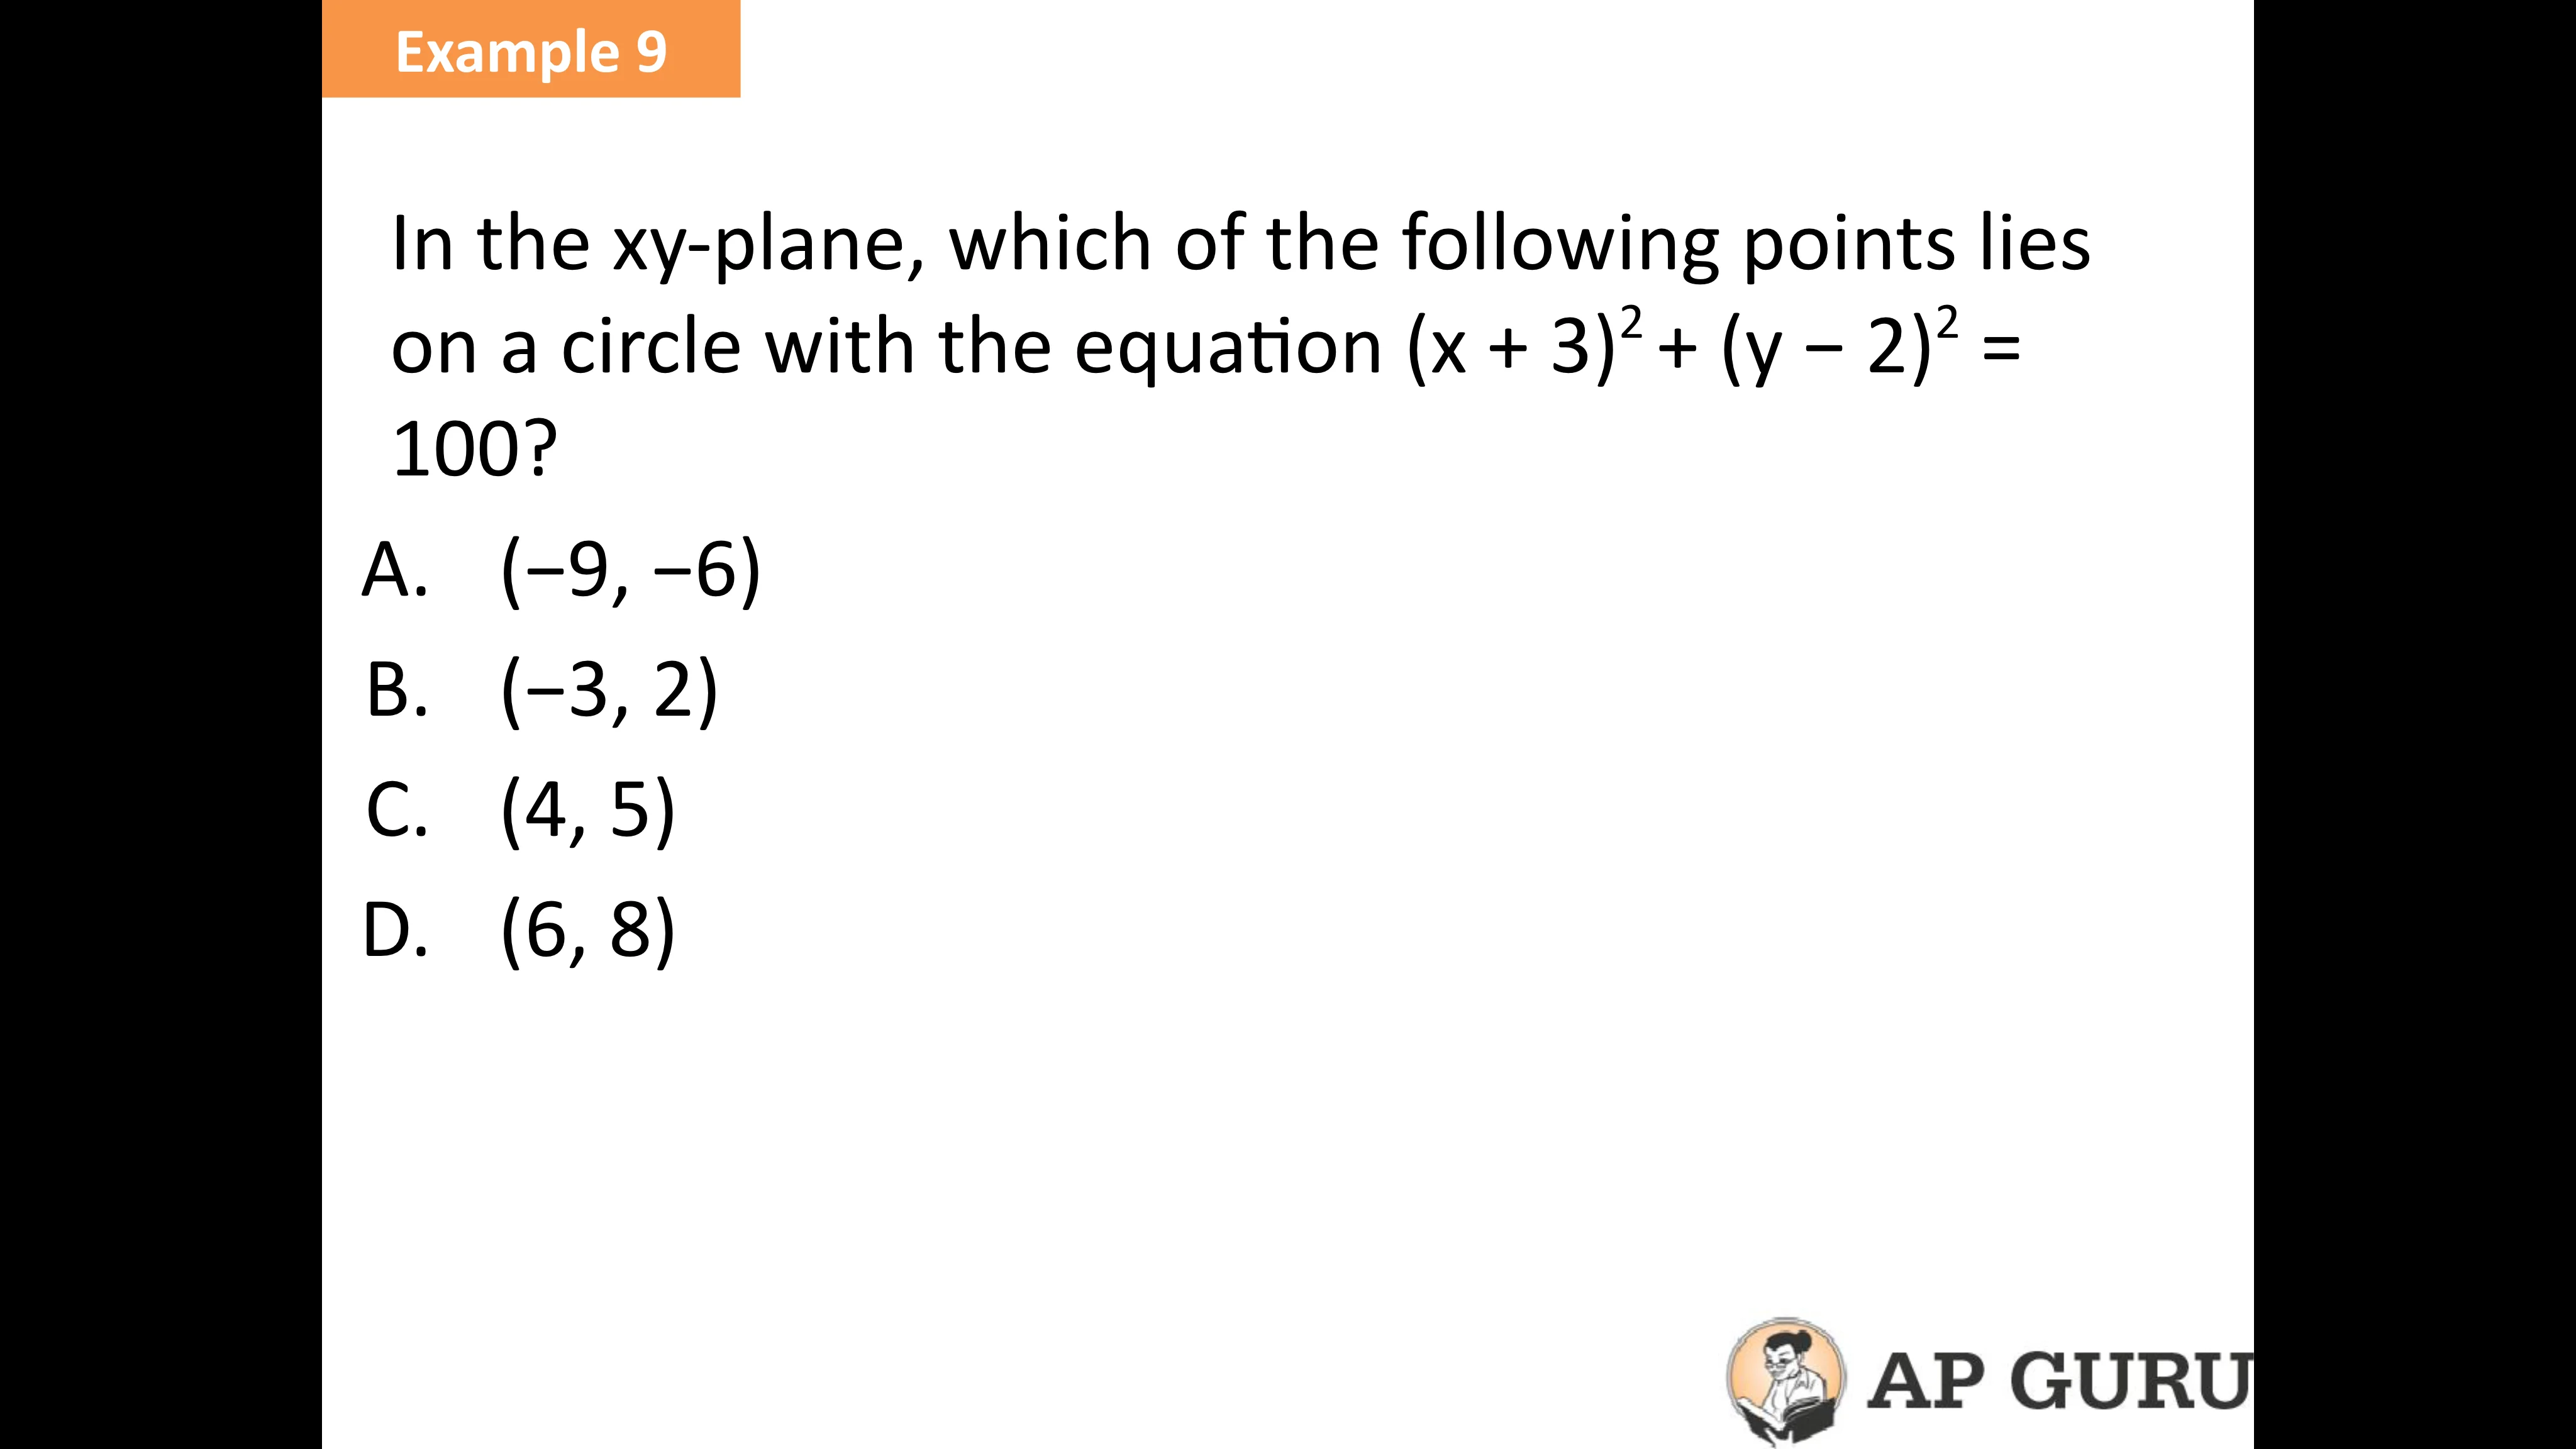 Example 9
In the xy-plane, which of the following points lies
on a circle with the equation (x + 3)² + (y − 2)² =
100?
A. (−9, −6)
B. (−3, 2)
C. (4, 5)
D. (6, 8)
AP GURU